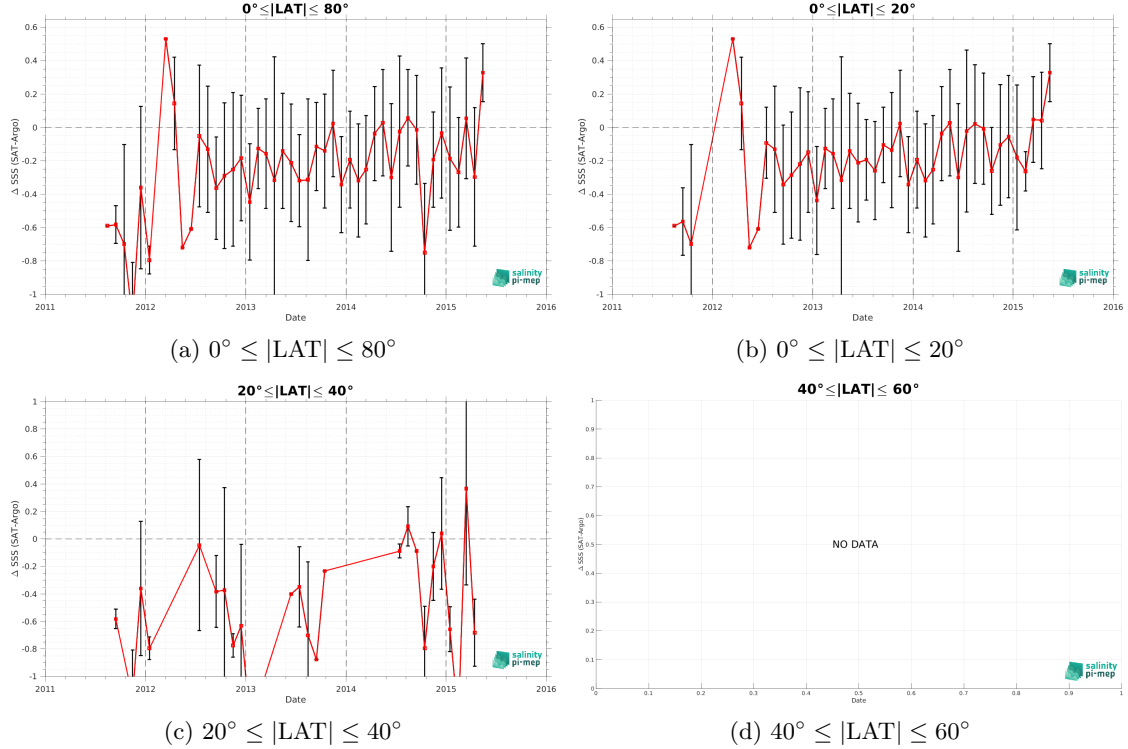 0°≤|LAT|≤ 80°
0.6
0.4
0.2
0
-0.2
-0.4
-0.6
-0.8
-1
Δ SSS (SAT-Argo)
2011
2012
2013
2014
2015
2016
Date
salinity
pi-mep
(a) 0° ≤ |LAT| ≤ 80°
0°≤|LAT|≤ 20°
0.6
0.4
0.2
0
-0.2
-0.4
-0.6
-0.8
-1
Δ SSS (SAT-Argo)
2011
2012
2013
2014
2015
2016
Date
salinity
pi-mep
(b) 0° ≤ |LAT| ≤ 20°
20°≤|LAT|≤ 40°
1
0.8
0.6
0.4
0.2
0
-0.2
-0.4
-0.6
-0.8
-1
Δ SSS (SAT-Argo)
2011
2012
2013
2014
2015
2016
Date
salinity
pi-mep
(c) 20° ≤ |LAT| ≤ 40°
40°≤|LAT|≤ 60°
1
0.9
0.8
0.7
0.6
0.5
0.4
0.3
0.2
0.1
0
Δ SSS (SAT-Argo)
NO DATA
0
0.1
0.2
0.3
0.4
0.5
0.6
0.7
0.8
0.9
1
Date
salinity
pi-mep
(d) 40° ≤ |LAT| ≤ 60°